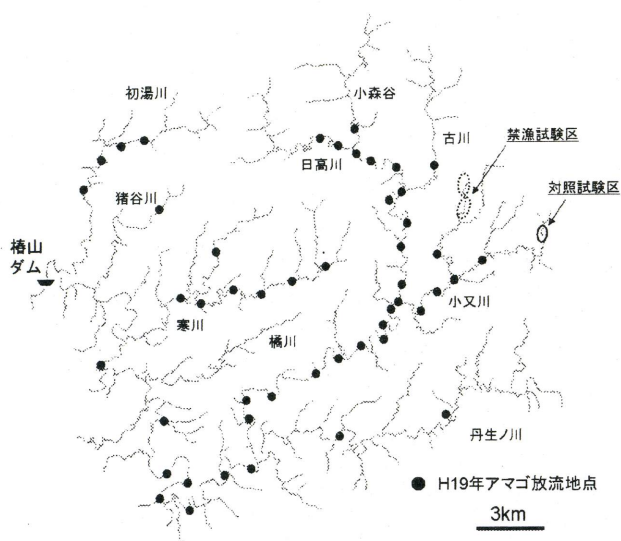 初湯川
小森谷
古川
禁漁試験区
日高川
対照試験区
猪谷川
椿山
ダム
小又川
寒川
橘川
丹生ノ川
H19年アマゴ放流地点
3km